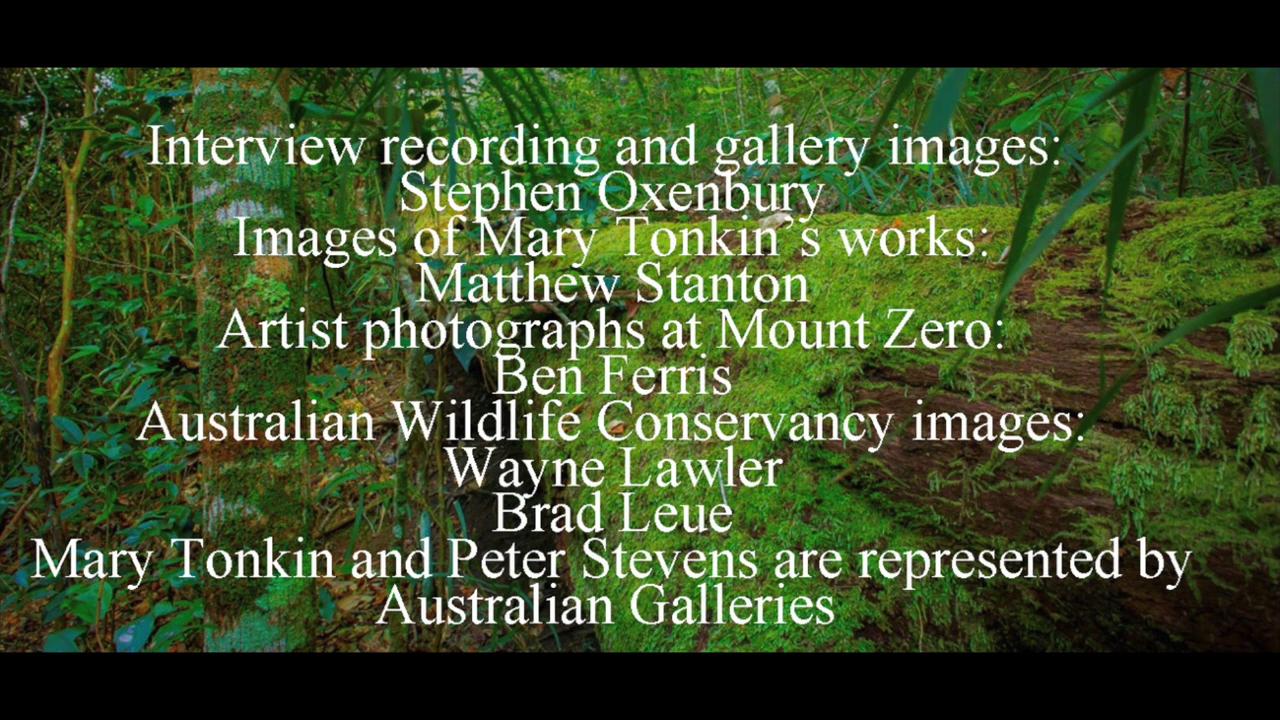 Interview recording and gallery images:
Stephen Oxenbury
Images of Mary Tonkin's works:
Matthew Stanton
Artist photographs at Mount Zero:
Ben Ferris
Australian Wildlife Conservancy images:
Wayne Lawler
Brad Leue
Mary Tonkin and Peter Stevens are represented by
Australian Galleries